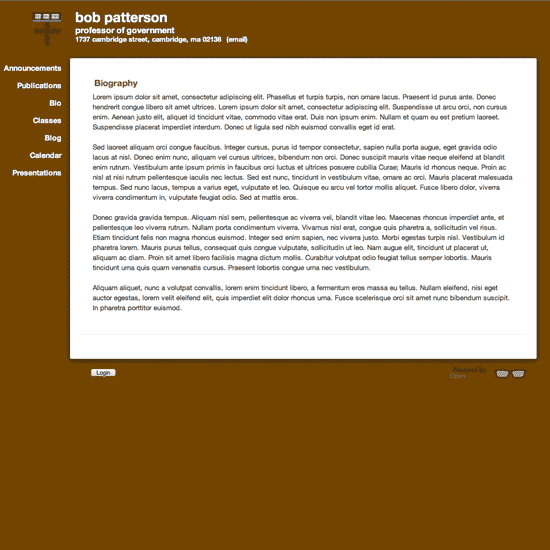 bob patterson
professor of government
1737 cambridge street, cambridge, ma 02138 (email)
Announcements
Publications
Bio
Classes
Blog
Calendar
Presentations
Biography
Lorem ipsum dolor sit amet, consectetur adipiscing elit. Phasellus et turpis turpis, non ornare lacus. Praesent id purus ante. Donec
hendrerit congue libero sit amet ultrices. Lorem ipsum dolor sit amet, consectetur adipiscing elit. Suspendisse ut arcu orci, non cursus
enim. Aenean justo elit, aliquet id tincidunt vitae, commodo vitae erat. Duis non ipsum enim. Nullam et quam eu est pretium laoreet.
Suspendisse placerat imperdiet interdum. Donec ut ligula sed nibh euismod convallis eget id erat.
Sed laoreet aliquam orci congue faucibus. Integer cursus, purus id tempor consectetur, sapien nulla porta augue, eget gravida odio
lacus at nisl. Donec enim nunc, aliquam vel cursus ultrices, bibendum non orci. Donec suscipit mauris vitae neque eleifend at blandit
enim rutrum. Vestibulum ante ipsum primis in faucibus orci luctus et ultrices posuere cubilia Curae; Mauris id rhoncus neque. Proin ac
nisl at nisi rutrum pellentesque iaculis nec lectus. Sed est nunc, tincidunt in vestibulum vitae, ornare ac orci. Mauris placerat malesuada
tempus. Sed nunc lacus, tempus a varius eget, vulputate et leo. Quisque eu arcu vel tortor mollis aliquet. Fusce libero dolor, viverra
viverra condimentum in, vulputate feugiat odio. Sed at mattis eros.
Donec gravida gravida tempus. Aliquam nisl sem, pellentesque ac viverra vel, blandit vitae leo. Maecenas rhoncus imperdiet ante, et
pellentesque leo viverra rutrum. Nullam porta condimentum viverra. Vivamus nisl erat, congue quis pharetra a, sollicitudin vel risus.
Etiam tincidunt felis non magna rhoncus euismod. Integer sed enim sapien, nec viverra justo. Morbi egestas turpis nisl. Vestibulum id
pharetra lorem. Mauris purus tellus, consequat quis congue vulputate, sollicitudin ut leo. Nam augue elit, tincidunt ut placerat ut,
aliquam ac diam. Proin sit amet libero facilisis magna dictum mollis. Curabitur volutpat odio feugiat tellus semper lobortis. Mauris
tincidunt urna quis quam venenatis cursus. Praesent lobortis congue urna nec vestibulum.
Aliquam aliquet, nunc a volutpat convallis, lorem enim tincidunt libero, a fermentum eros massa eu tellus. Nullam eleifend, nisi eget
auctor egestas, lorem velit eleifend elit, quis imperdiet elit dolor rhoncus urna. Fusce scelerisque orci sit amet nunc bibendum suscipit.
In pharetra porttitor euismod.
Login
Powered by
Open